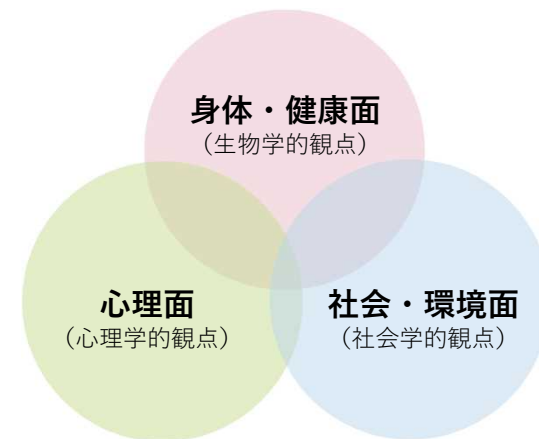 身体・健康面
（生物学的観点）
心理面
（心理学的観点）
社会・環境面
（社会学的観点）